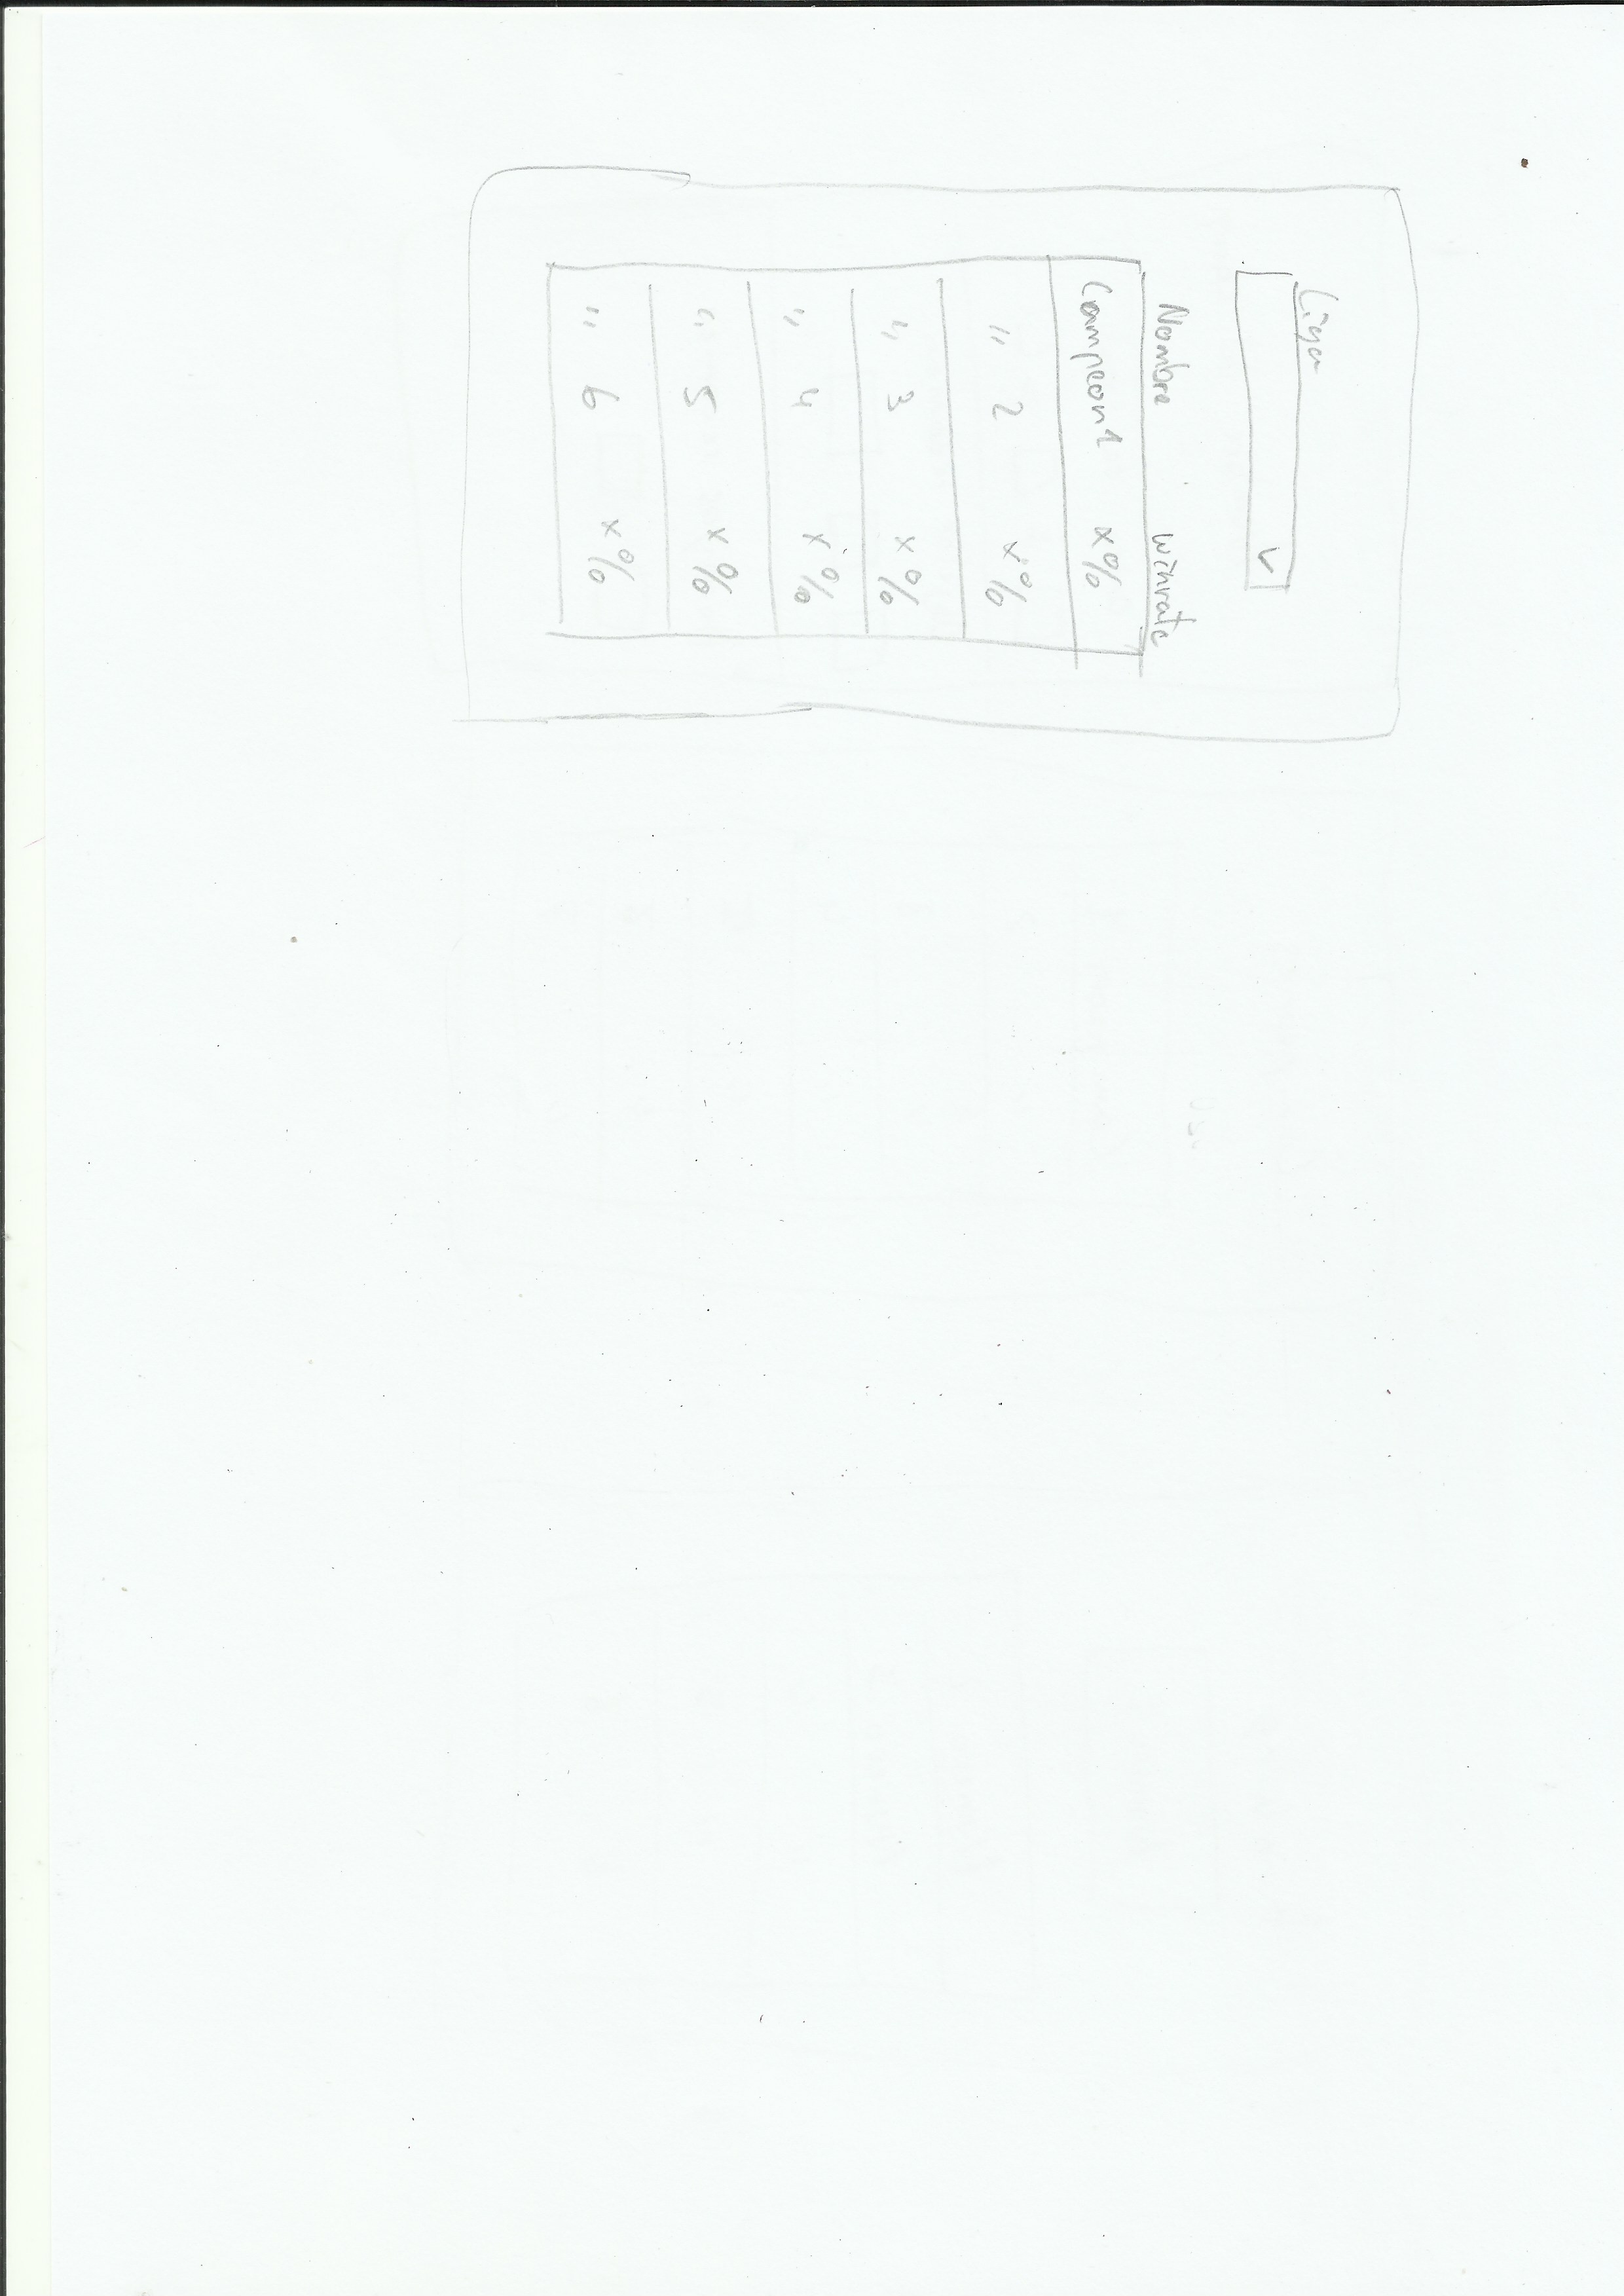 Liga
Nombre winrate
Campeon 1 x%
" 2 x%
" 3 x%
" 4 x%
" 5 x%
" 6 x%